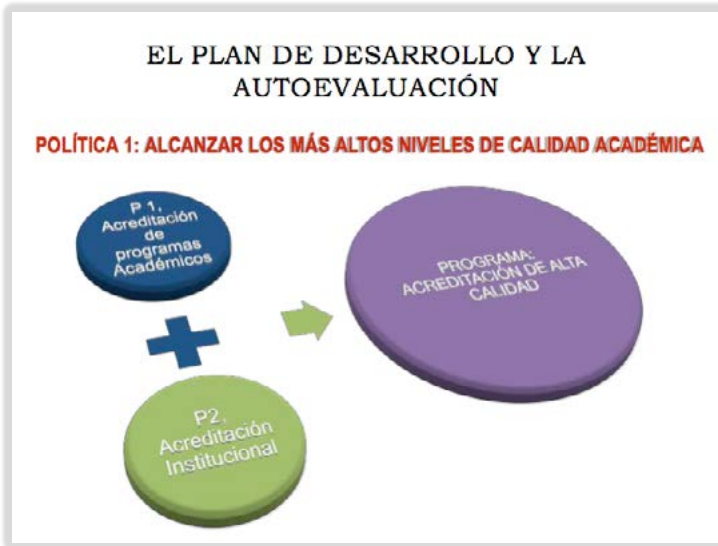 EL PLAN DE DESARROLLO Y LA
AUTOEVALUACIÓN
POLÍTICA 1: ALCANZAR LOS MÁS ALTOS NIVELES DE CALIDAD ACADÉMICA
P 1,
Acreditación
de
programas
Académicos
PROGRAMA:
ACREDITACIÓN DE ALTA
CALIDAD
P2,
Acreditación
Institucional